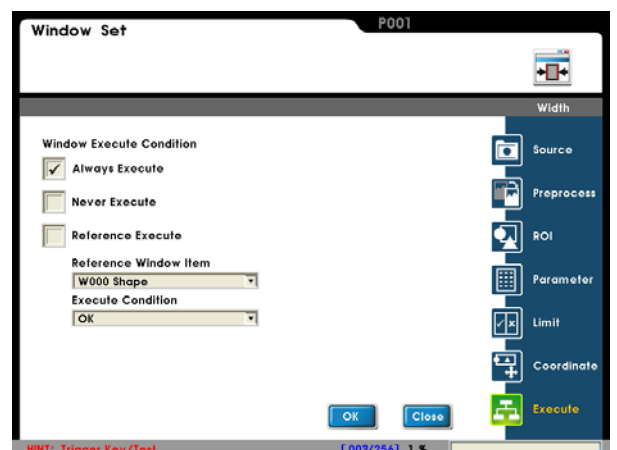 Window Set
P001
Width
Window Execute Condition
Always Execute
Never Execute
Reference Execute
Reference Window Item
W000 Shape
Execute Condition
OK
OK
Close
Source
Preprocess
ROI
Parameter
Limit
Coordinate
Execute
HINT: Trigger Key/Test
[ 003/256] 1 %